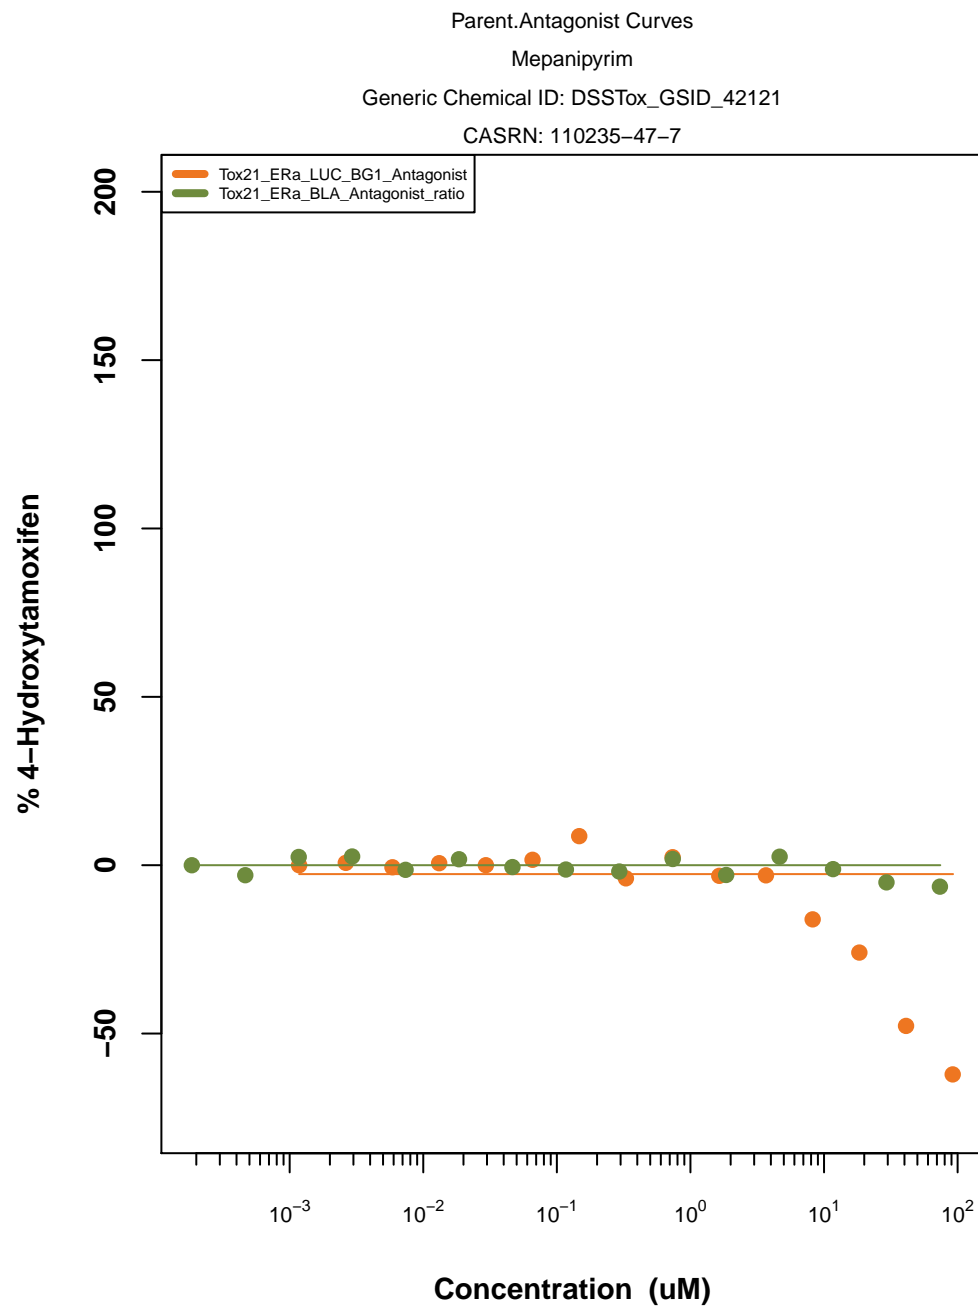 Parent.Antagonist Curves
Mepanipyrim
Generic Chemical ID: DSSTox_GSID_42121
CASRN: 110235−47−7
Tox21_ERa_LUC_BG1_Antagonist
Tox21_ERa_BLA_Antagonist_ratio
200
150
100
50
0
−50
% 4−Hydroxytamoxifen
10⁻³ 10⁻² 10⁻¹ 10⁰ 10¹ 10²
Concentration (uM)